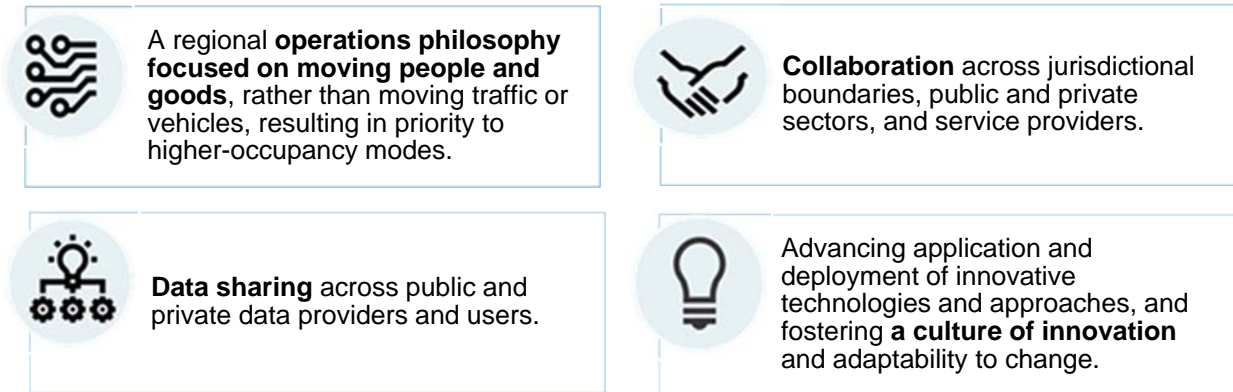 A regional operations philosophy
focused on moving people and
goods, rather than moving traffic or
vehicles, resulting in priority to
higher-occupancy modes.
Collaboration across jurisdictional
boundaries, public and private
sectors, and service providers.
Data sharing across public and
private data providers and users.
Advancing application and
deployment of innovative
technologies and approaches, and
fostering a culture of innovation
and adaptability to change.